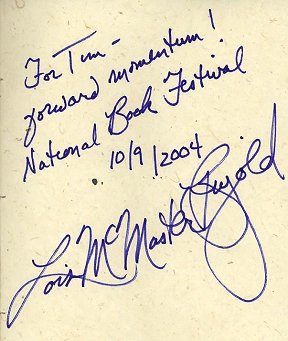 For Tim –
forward momentum!
National Book Festival
10/9/2004
Lois McMaster Bujold